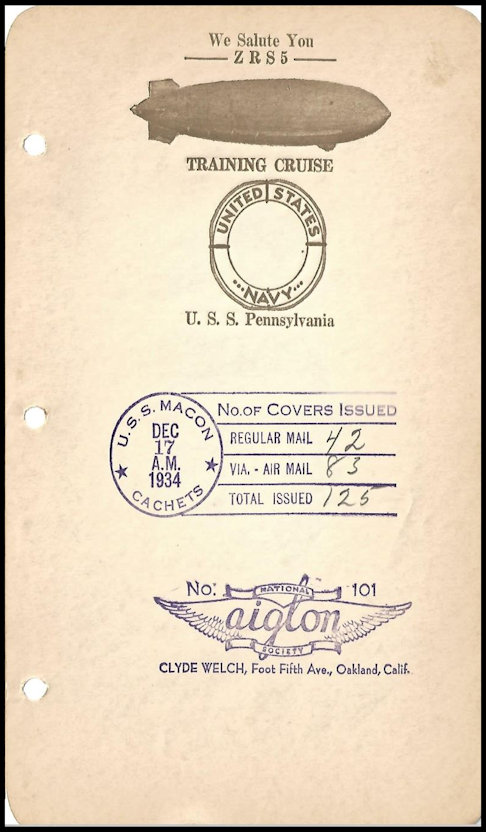 We Salute You
ZRS5
TRAINING CRUISE
UNITED STATES
NAVY
U. S. S. Pennsylvania
U.S.S. MACON
DEC
17
A.M.
1934
CACHETS
No. OF COVERS ISSUED
REGULAR MAIL 42
VIA. - AIR MAIL 83
TOTAL ISSUED 125
No. 101
NATIONAL
aiglon
SOCIETY
CLYDE WELCH, Foot Fifth Ave., Oakland, Calif.